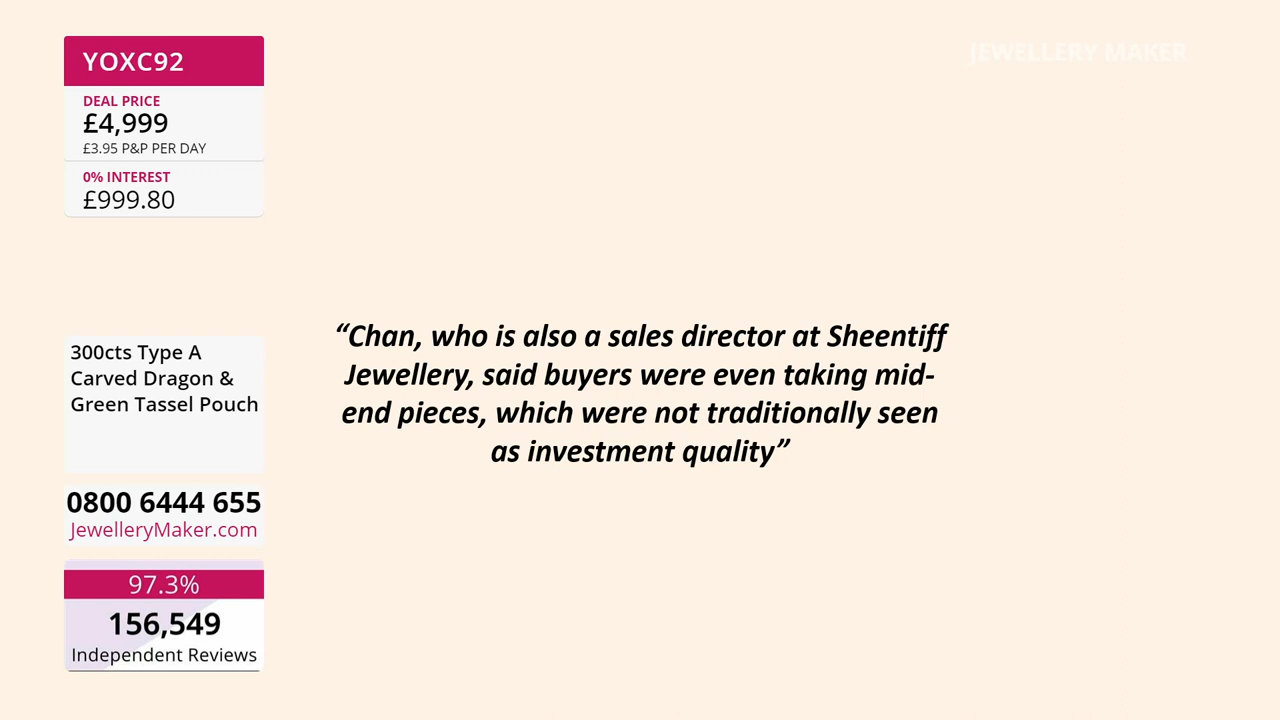 YOXC92
DEAL PRICE
£4,999
£3.95 P&P PER DAY
0% INTEREST
£999.80
JEWELLERY MAKER
“Chan, who is also a sales director at Sheentiff
Jewellery, said buyers were even taking mid-
end pieces, which were not traditionally seen
as investment quality”
300cts Type A
Carved Dragon &
Green Tassel Pouch
0800 6444 655
JewelleryMaker.com
97.3%
156,549
Independent Reviews